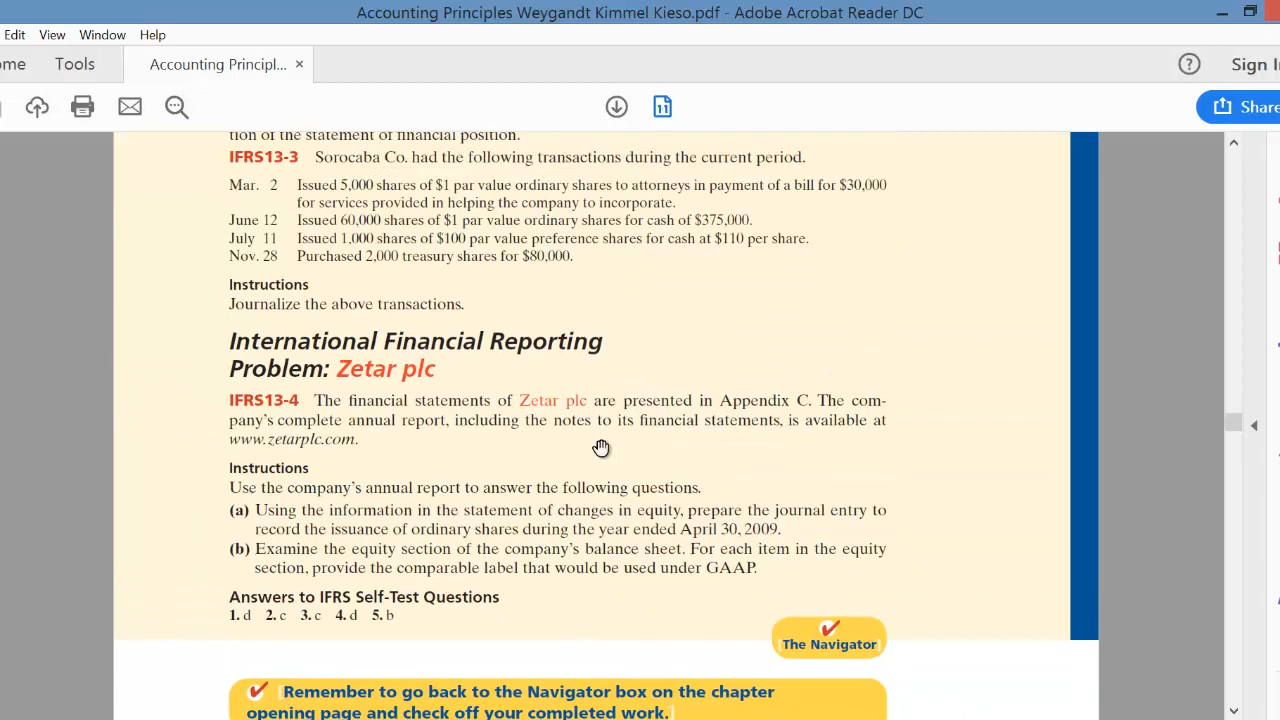 Accounting Principles Weygandt Kimmel Kieso.pdf - Adobe Acrobat Reader DC
Edit View Window Help
ome Tools Accounting Principl... × ? Sign I
11 Share
tion of the statement of financial position.
IFRS13-3 Sorocaba Co. had the following transactions during the current period.
Mar. 2 Issued 5,000 shares of $1 par value ordinary shares to attorneys in payment of a bill for $30,000
for services provided in helping the company to incorporate.
June 12 Issued 60,000 shares of $1 par value ordinary shares for cash of $375,000.
July 11 Issued 1,000 shares of $100 par value preference shares for cash at $110 per share.
Nov. 28 Purchased 2,000 treasury shares for $80,000.
Instructions
Journalize the above transactions.
International Financial Reporting
Problem: Zetar plc
IFRS13-4 The financial statements of Zetar plc are presented in Appendix C. The com-
pany's complete annual report, including the notes to its financial statements, is available at
www.zetarplc.com.
Instructions
Use the company's annual report to answer the following questions.
(a) Using the information in the statement of changes in equity, prepare the journal entry to
record the issuance of ordinary shares during the year ended April 30, 2009.
(b) Examine the equity section of the company's balance sheet. For each item in the equity
section, provide the comparable label that would be used under GAAP.
Answers to IFRS Self-Test Questions
1. d 2. c 3. c 4. d 5. b
✓
[The Navigator]
✓ [Remember to go back to the Navigator box on the chapter
opening page and check off your completed work.]